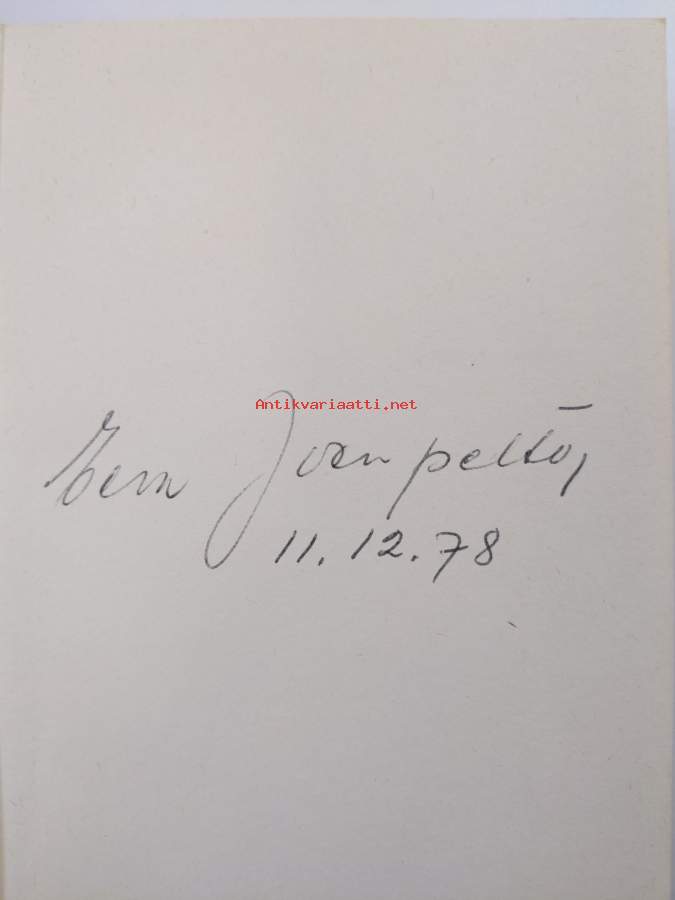 Antikvariaatti.net
Eeva Joenpelto,
11.12.78